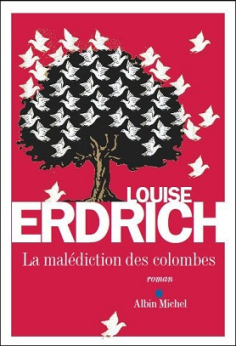 LOUISE
ERDRICH
La malédiction des colombes
roman
Albin Michel